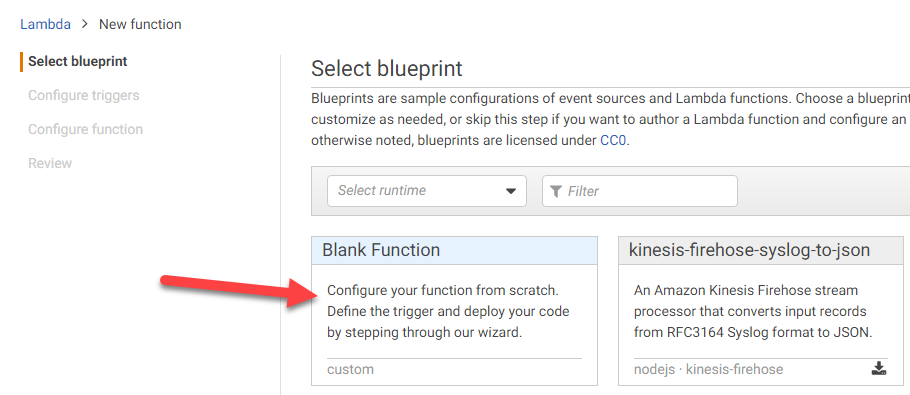 Lambda > New function
Select blueprint
Configure triggers
Configure function
Review
Select blueprint
Blueprints are sample configurations of event sources and Lambda functions. Choose a blueprint
customize as needed, or skip this step if you want to author a Lambda function and configure an
otherwise noted, blueprints are licensed under CC0.
Select runtime
Filter
Blank Function
Configure your function from scratch.
Define the trigger and deploy your code
by stepping through our wizard.
custom
kinesis-firehose-syslog-to-json
An Amazon Kinesis Firehose stream
processor that converts input records
from RFC3164 Syslog format to JSON.
nodejs · kinesis-firehose